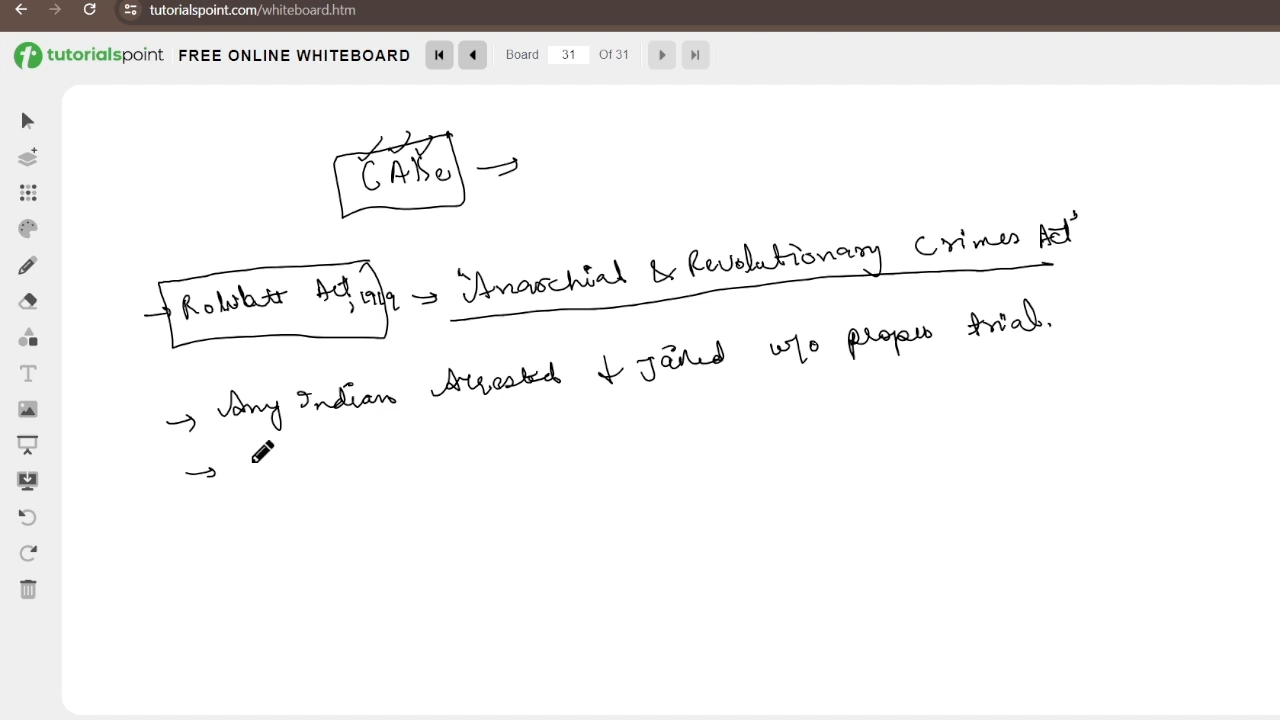 tutorialspoint.com/whiteboard.htm
tutorialspoint FREE ONLINE WHITEBOARD Board 31 Of 31
CABe →
→ Rowlatt Act, 1919 → "Anarchial & Revolutionary Crimes Act"
→ Any Indian Arrested & Jailed w/o proper trial.
→
T